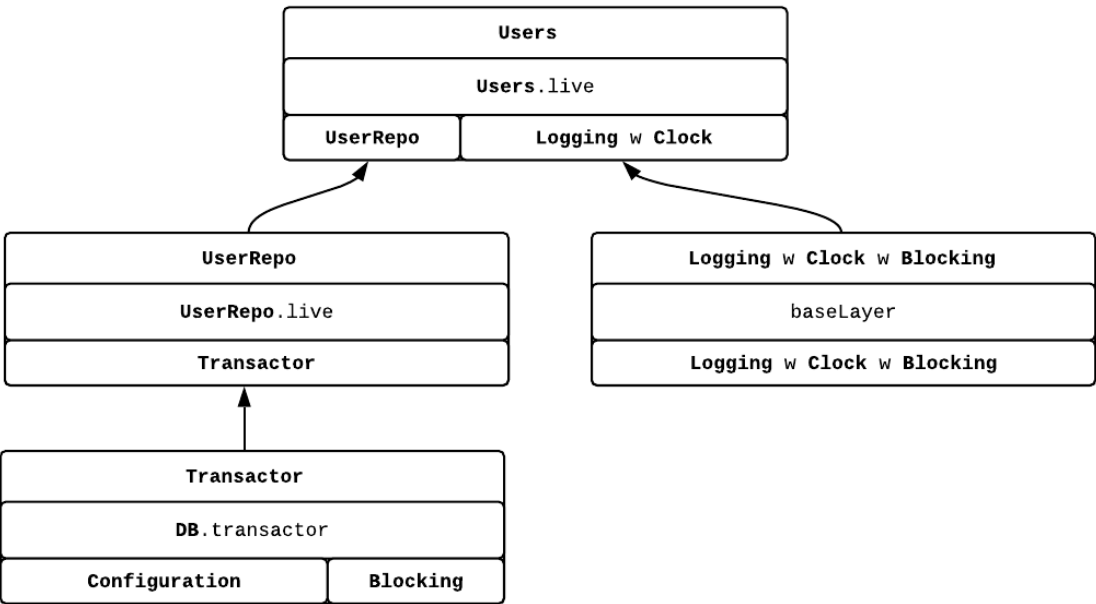 Users
Users.live
UserRepo
Logging w Clock
UserRepo
UserRepo.live
Transactor
Logging w Clock w Blocking
baseLayer
Logging w Clock w Blocking
Transactor
DB.transactor
Configuration
Blocking